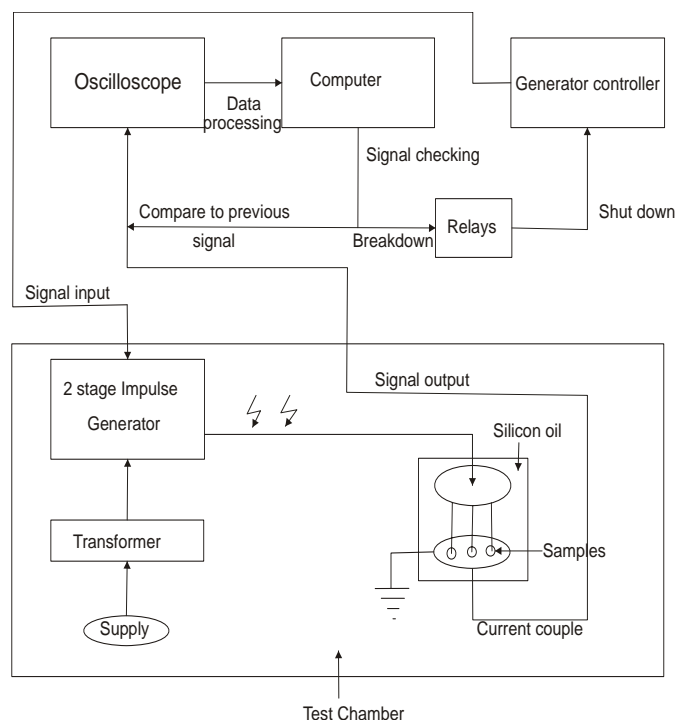 Oscilloscope
Data
processing
Computer
Generator controller
Signal checking
Compare to previous
signal
Breakdown
Relays
Shut down
Signal input
2 stage Impulse
Generator
Signal output
Silicon oil
Transformer
Samples
Supply
Current couple
Test Chamber